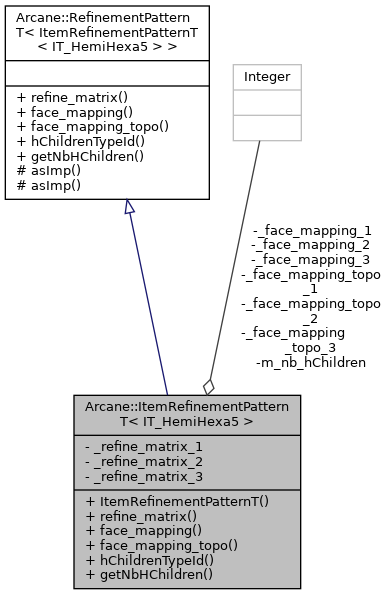 Arcane::RefinementPattern
T< ItemRefinementPatternT
< IT_HemiHexa5 > >
+ refine_matrix()
+ face_mapping()
+ face_mapping_topo()
+ hChildrenTypeId()
+ getNbHChildren()
# asImp()
# asImp()
Integer
-_face_mapping_1
-_face_mapping_2
-_face_mapping_3
-_face_mapping_topo
_1
-_face_mapping_topo
_2
-_face_mapping
_topo_3
-m_nb_hChildren
Arcane::ItemRefinementPattern
T< IT_HemiHexa5 >
- _refine_matrix_1
- _refine_matrix_2
- _refine_matrix_3
+ ItemRefinementPatternT()
+ refine_matrix()
+ face_mapping()
+ face_mapping_topo()
+ hChildrenTypeId()
+ getNbHChildren()